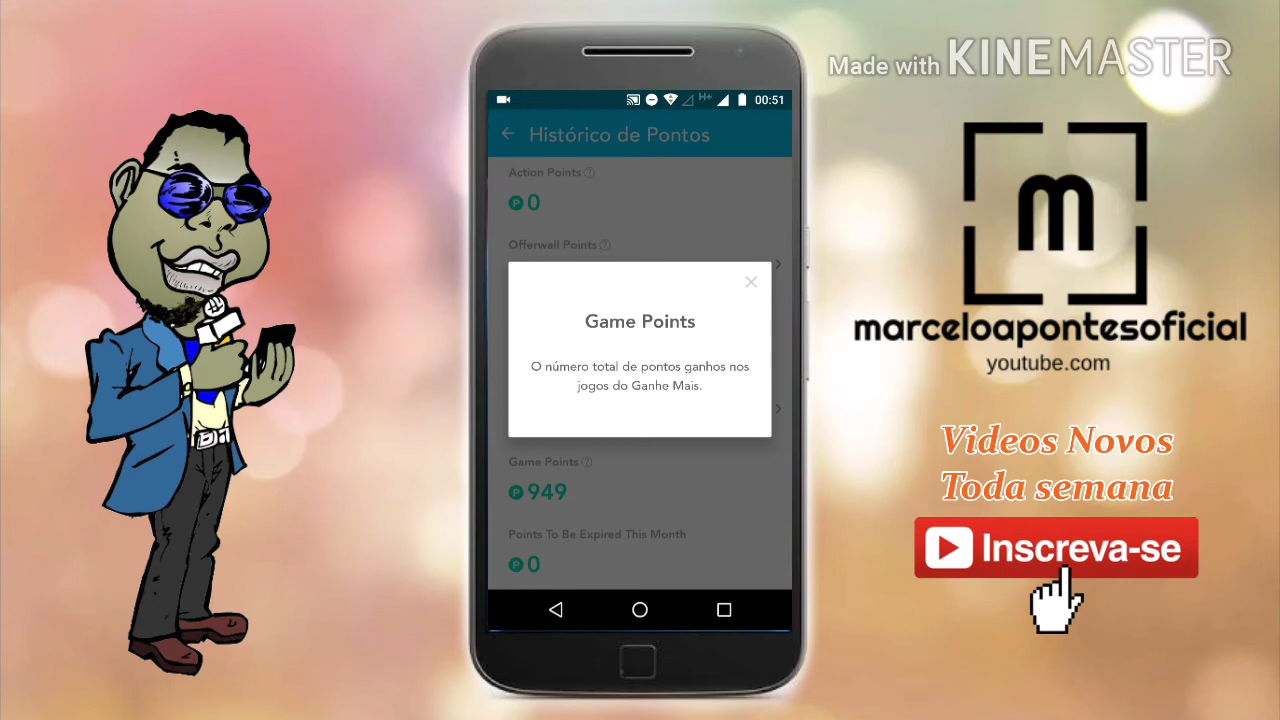 Made with KINEMASTER
H+ 00:51
Histórico de Pontos
Action Points ?
P 0
Offerwall Points ?
Game Points
O número total de pontos ganhos nos
jogos do Ganhe Mais.
Game Points ?
P 949
Points To Be Expired This Month
P 0
m
marceloapontesoficial
youtube.com
Videos Novos
Toda semana
Inscreva-se